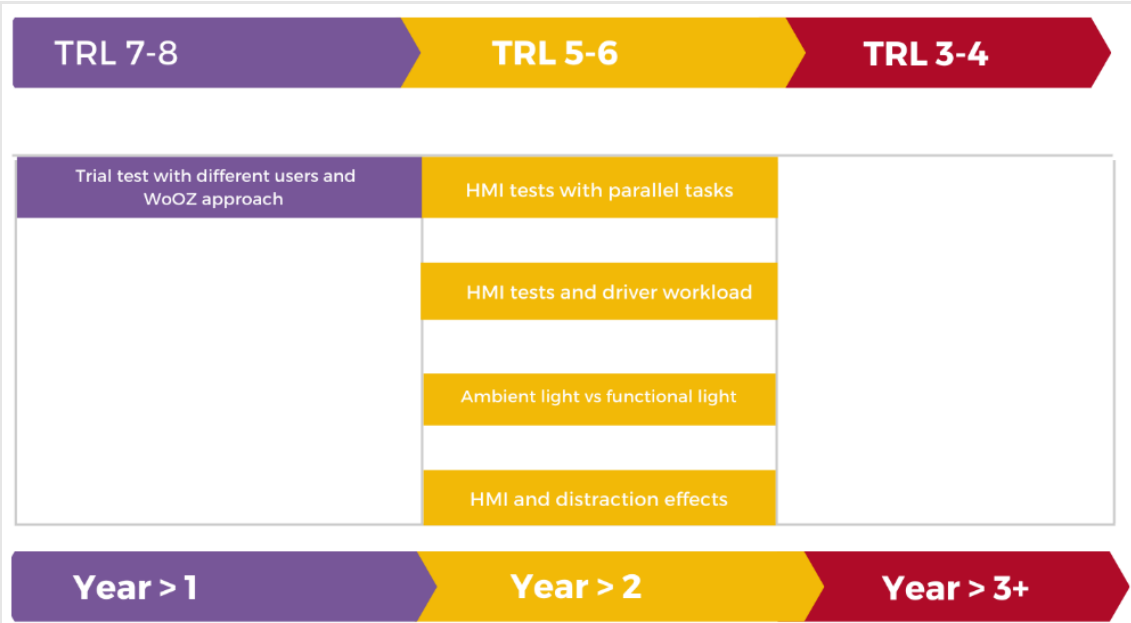 TRL 7-8
TRL 5-6
TRL 3-4
Trial test with different users and
WoOZ approach
HMI tests with parallel tasks
HMI tests and driver workload
Ambient light vs functional light
HMI and distraction effects
Year > 1
Year > 2
Year > 3+